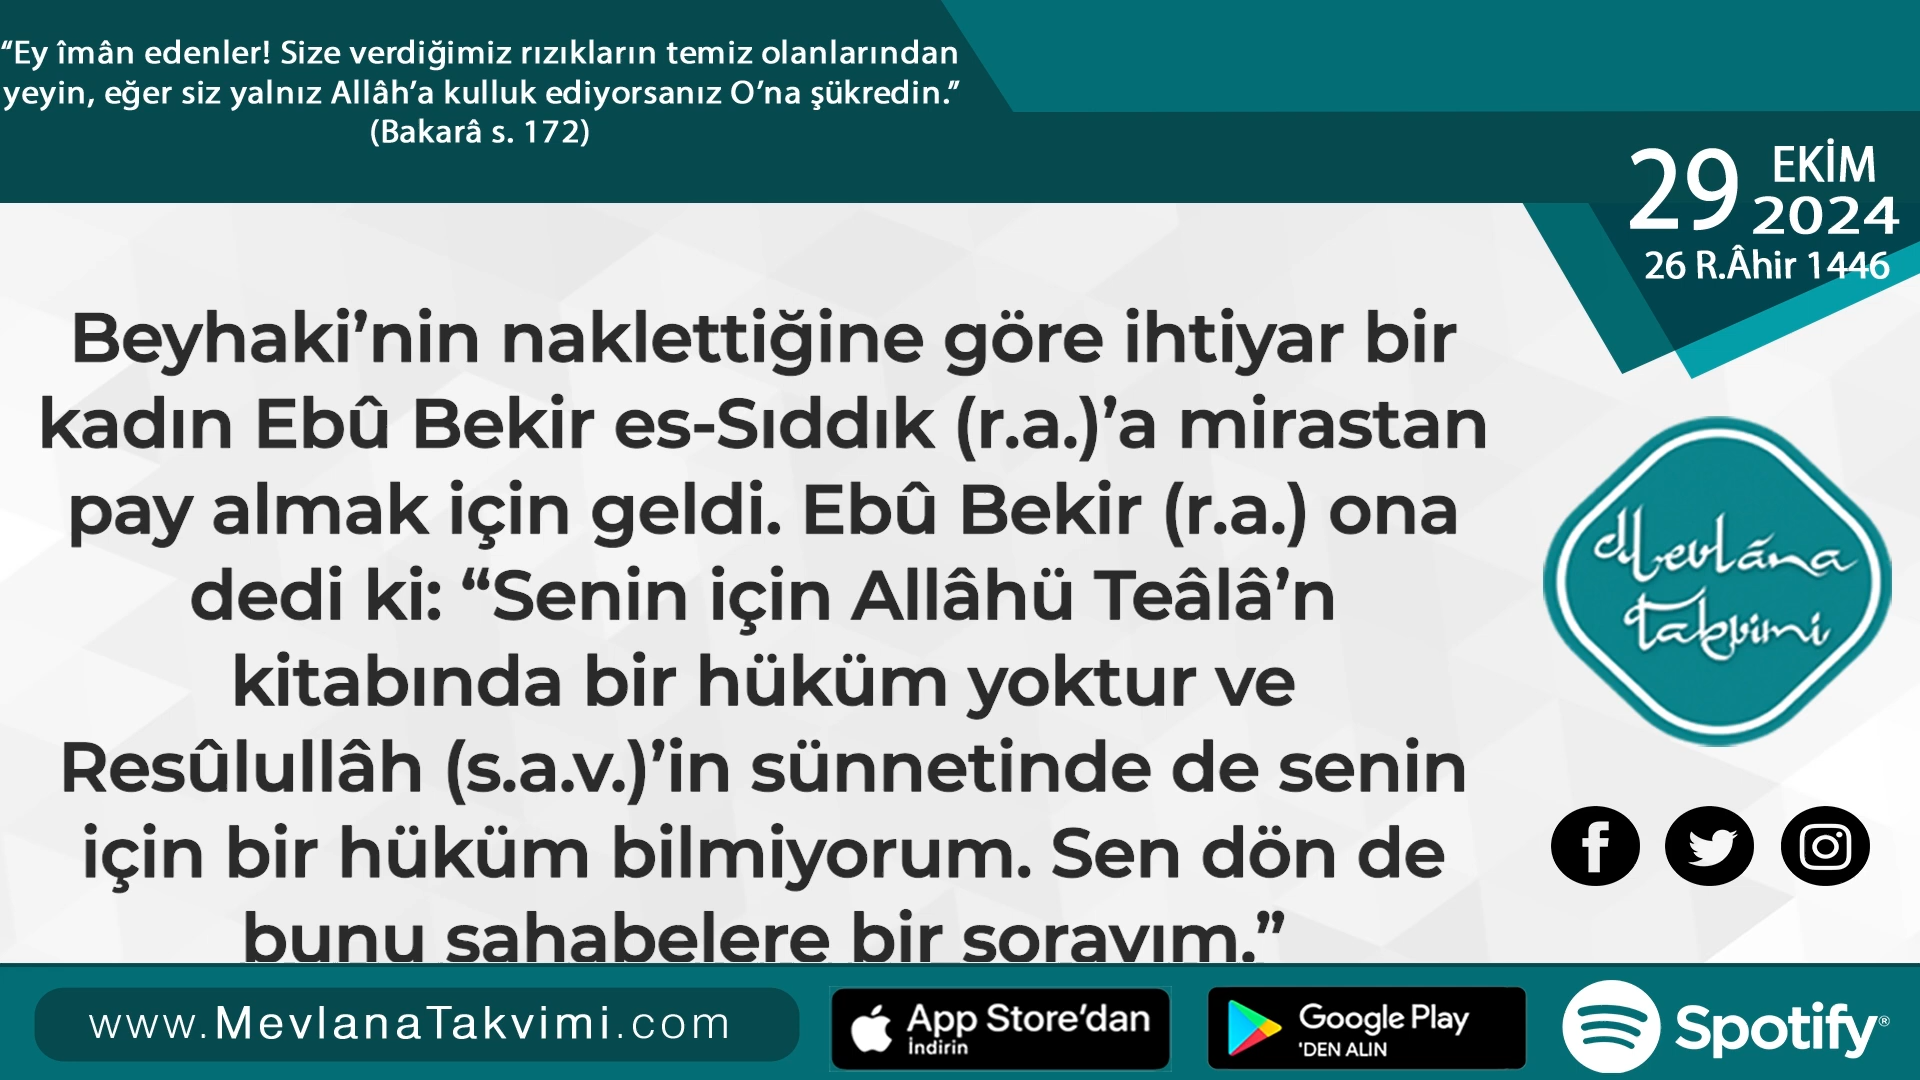 “Ey îmân edenler! Size verdiğimiz rızıkların temiz olanlarından
yeyin, eğer siz yalnız Allâh’a kulluk ediyorsanız O’na şükredin.”
(Bakarâ s. 172)
29 EKİM
2024
26 R.Âhir 1446
Beyhaki’nin naklettiğine göre ihtiyar bir
kadın Ebû Bekir es-Sıddık (r.a.)’a mirastan
pay almak için geldi. Ebû Bekir (r.a.) ona
dedi ki: “Senin için Allâhü Teâlâ’n
kitabında bir hüküm yoktur ve
Resûlullâh (s.a.v.)’in sünnetinde de senin
için bir hüküm bilmiyorum. Sen dön de
bunu sahabelere bir sorayım.”
Mevlâna
Takvimi
www.MevlanaTakvimi.com
App Store’dan
İndirin
Google Play
'DEN ALIN
Spotify®